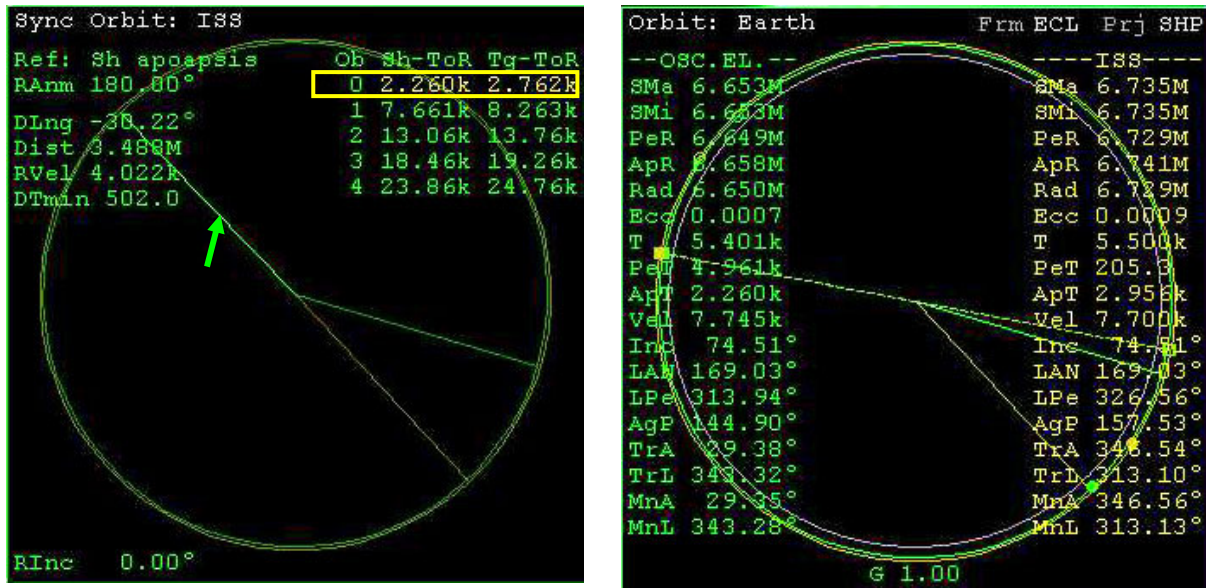 Sync Orbit: ISS
Ref: Sh apoapsis
RAnm 180.00°
DLng -30.22°
Dist 3.488M
RVel 4.022k
DTmin 502.0
Ob Sh-ToR Tg-ToR
0 2.260k 2.762k
1 7.661k 8.263k
2 13.06k 13.76k
3 18.46k 19.26k
4 23.86k 24.76k
RInc 0.00°
Orbit: Earth Frm ECL Prj SHP
--OSC.EL.--
SMa 6.653M
SMi 6.653M
PeR 6.649M
ApR 6.658M
Rad 6.650M
Ecc 0.0007
T 5.401k
PeT 4.961k
ApT 2.260k
Vel 7.745k
Inc 74.51°
LAN 169.03°
LPe 313.94°
AgP 144.90°
TrA 29.38°
TrL 343.32°
MnA 29.35°
MnL 343.28°
----ISS----
SMa 6.735M
SMi 6.735M
PeR 6.729M
ApR 6.741M
Rad 6.729M
Ecc 0.0009
T 5.500k
PeT 205.3
ApT 2.956k
Vel 7.700k
Inc 74.51°
LAN 169.03°
LPe 326.56°
AgP 157.53°
TrA 346.54°
TrL 313.10°
MnA 346.56°
MnL 313.13°
G 1.00